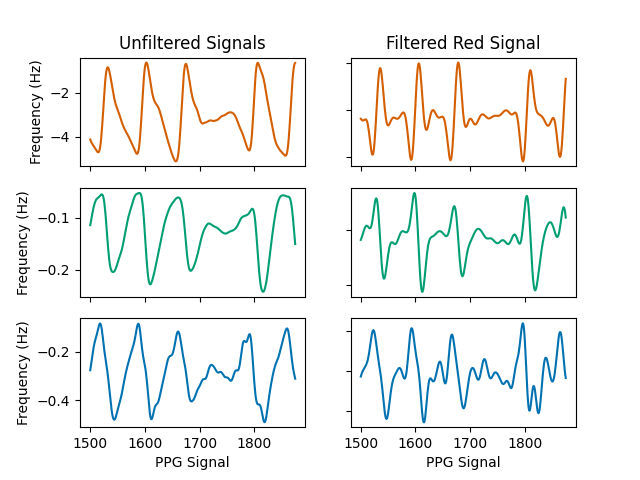 Unfiltered Signals
Filtered Red Signal
Frequency (Hz)
−2
−4
Frequency (Hz)
−0.1
−0.2
Frequency (Hz)
−0.2
−0.4
1500 1600 1700 1800
1500 1600 1700 1800
PPG Signal
PPG Signal